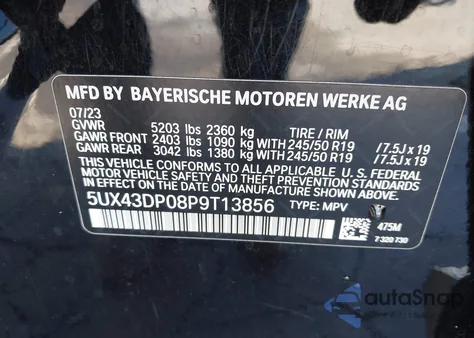 MFD BY BAYERISCHE MOTOREN WERKE AG
07/23
GVWR 5203 lbs 2360 kg TIRE / RIM
GAWR FRONT 2403 lbs 1090 kg WITH 245/50 R19 /7.5J x 19
GAWR REAR 3042 lbs 1380 kg WITH 245/50 R19 /7.5J x 19
THIS VEHICLE CONFORMS TO ALL APPLICABLE U. S. FEDERAL
MOTOR VEHICLE SAFETY AND THEFT PREVENTION STANDARDS
IN EFFECT ON THE DATE OF MANUFACTURE SHOWN ABOVE.
5UX43DP08P9T13856 TYPE: MPV
475M
7 320 730
autoSnap